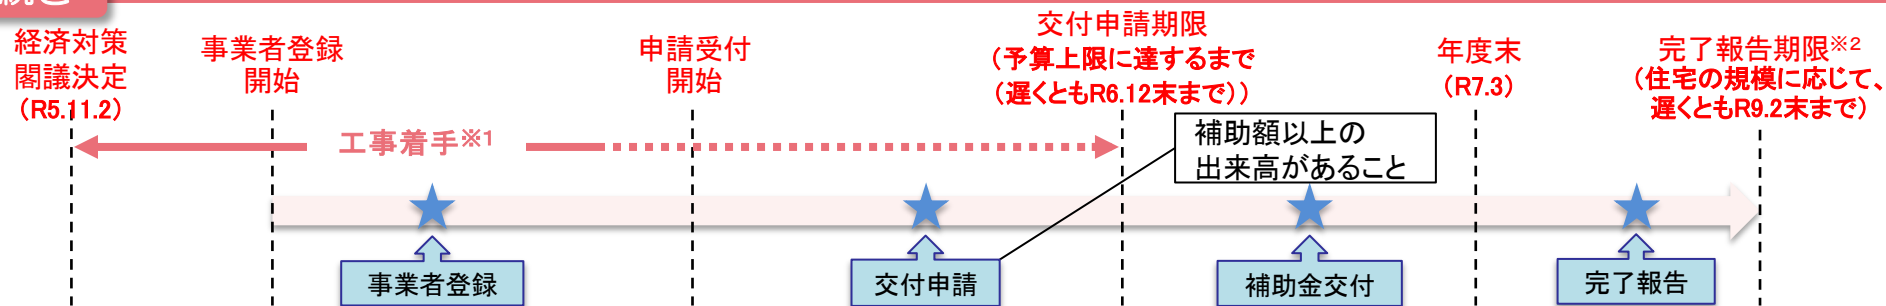 経済対策
閣議決定
（R5.11.2）
事業者登録
開始
申請受付
開始
交付申請期限
（予算上限に達するまで
（遅くともR6.12末まで））
年度末
（R7.3）
完了報告期限※2
（住宅の規模に応じて、
遅くともR9.2末まで）
工事着手※1
補助額以上の
出来高があること
事業者登録
交付申請
補助金交付
完了報告